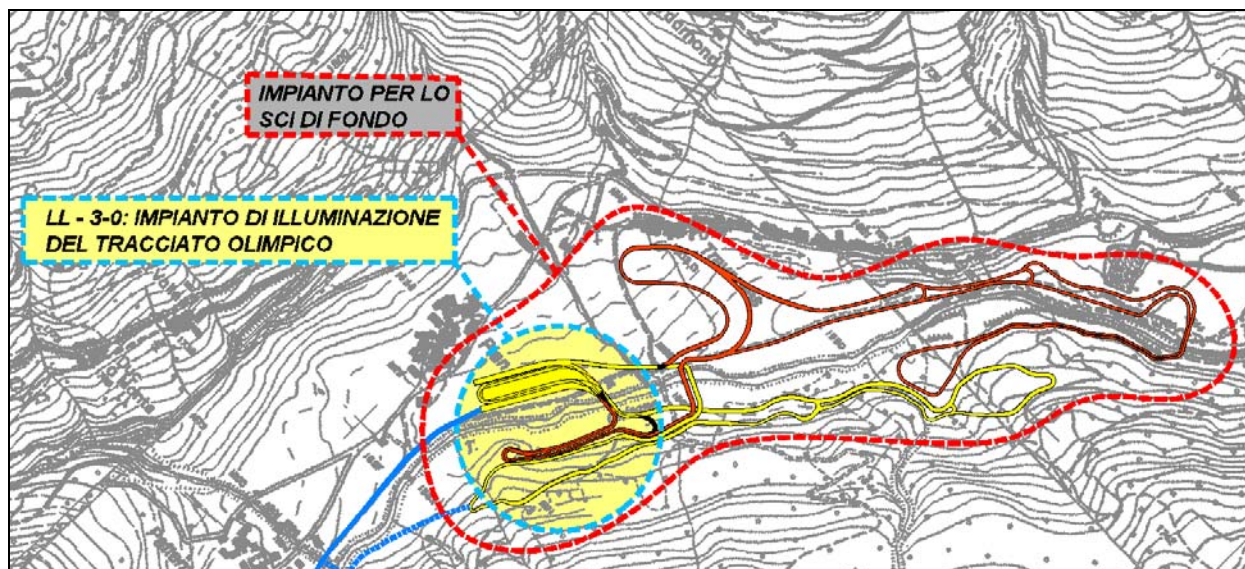 IMPIANTO PER LO
SCI DI FONDO
LL - 3-0: IMPIANTO DI ILLUMINAZIONE
DEL TRACCIATO OLIMPICO